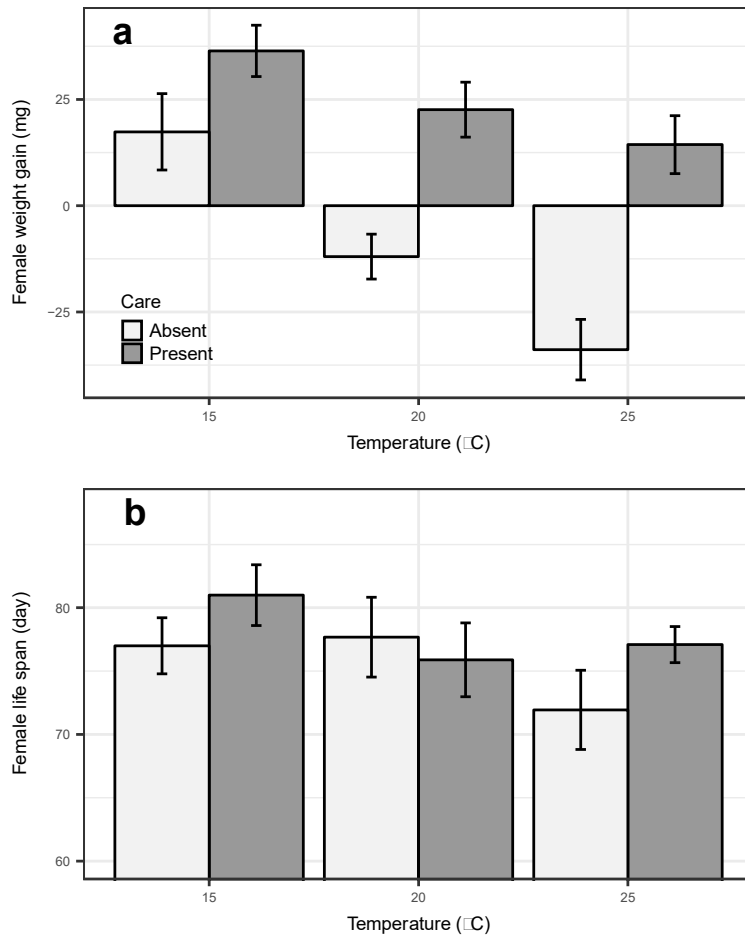 a
Female weight gain (mg)
25
0
−25
Care
Absent
Present
15 20 25
Temperature (□C)
b
Female life span (day)
80
70
60
15 20 25
Temperature (□C)